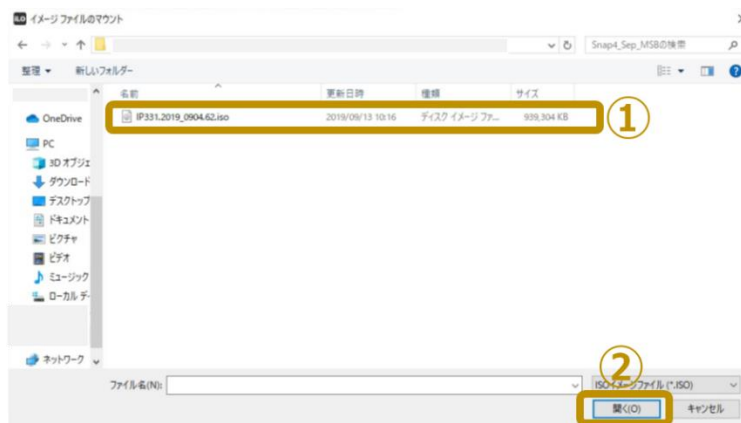 iLO イメージ ファイルのマウント
Snap4_Sep_MSBの検索
整理 新しいフォルダー
名前 更新日時 種類 サイズ
IP331.2019_0904.62.iso 2019/09/13 10:16 ディスク イメージ ファ... 939,304 KB ①
OneDrive
PC
3D オブジェ
ダウンロード
デスクトップ
ドキュメント
ピクチャ
ビデオ
ミュージック
ローカル デ
ネットワーク
②
ファイル名(N): ISOイメージファイル (*.ISO)
開く(O) キャンセル